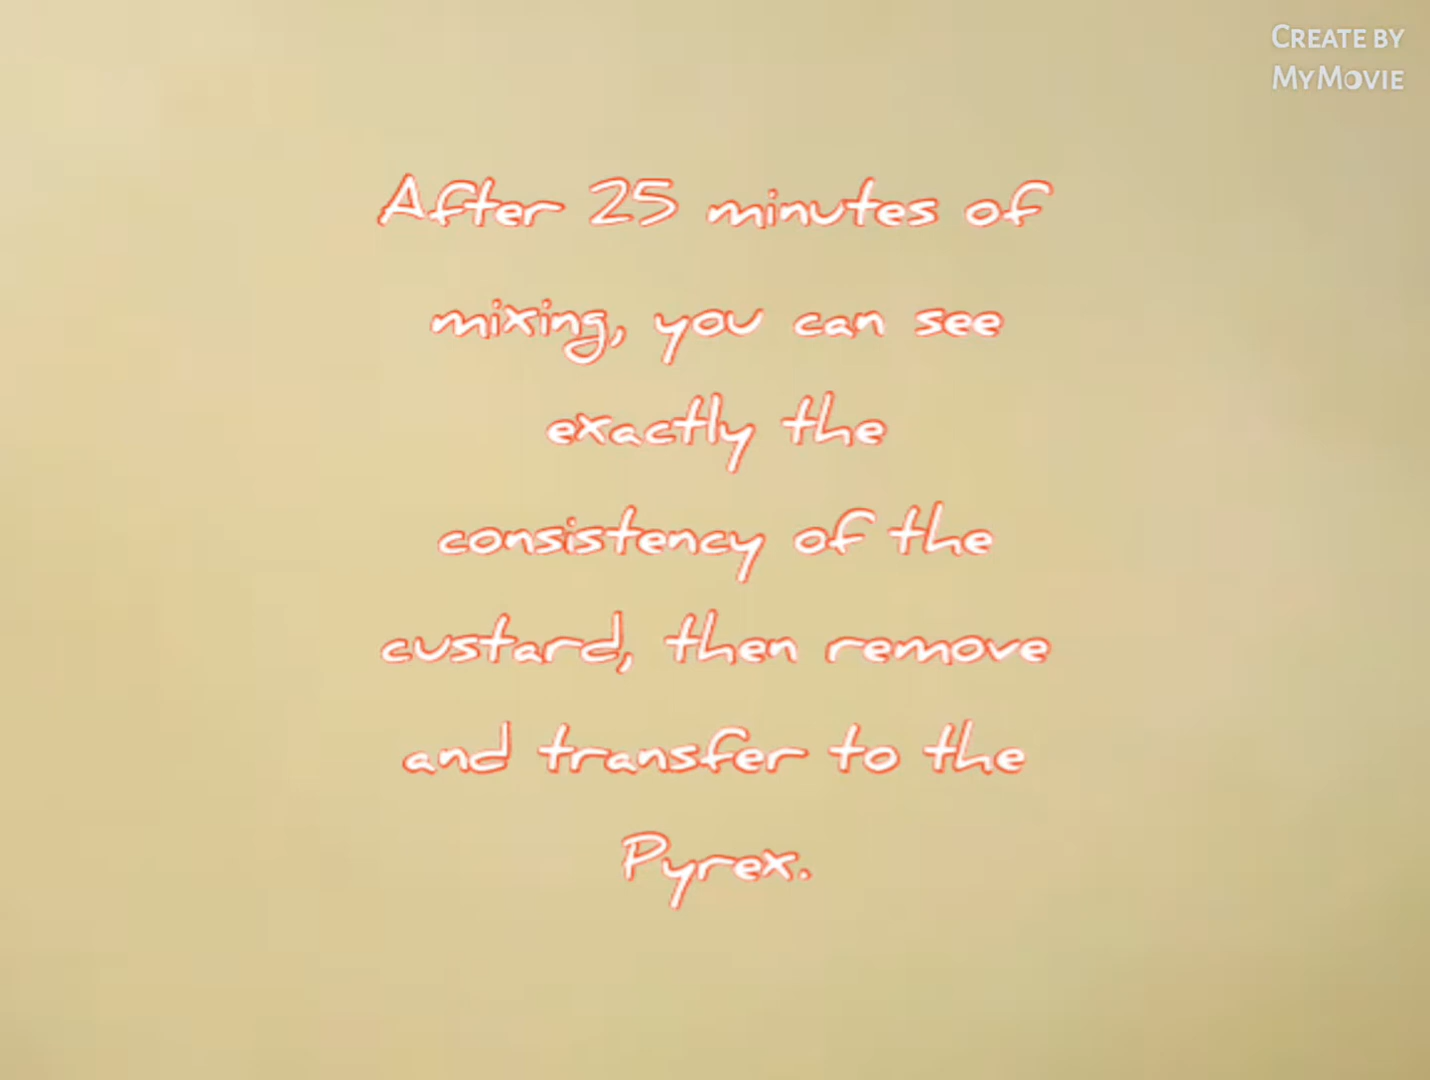 CREATE BY
MYMOVIE
After 25 minutes of
mixing, you can see
exactly the
consistency of the
custard, then remove
and transfer to the
Pyrex.